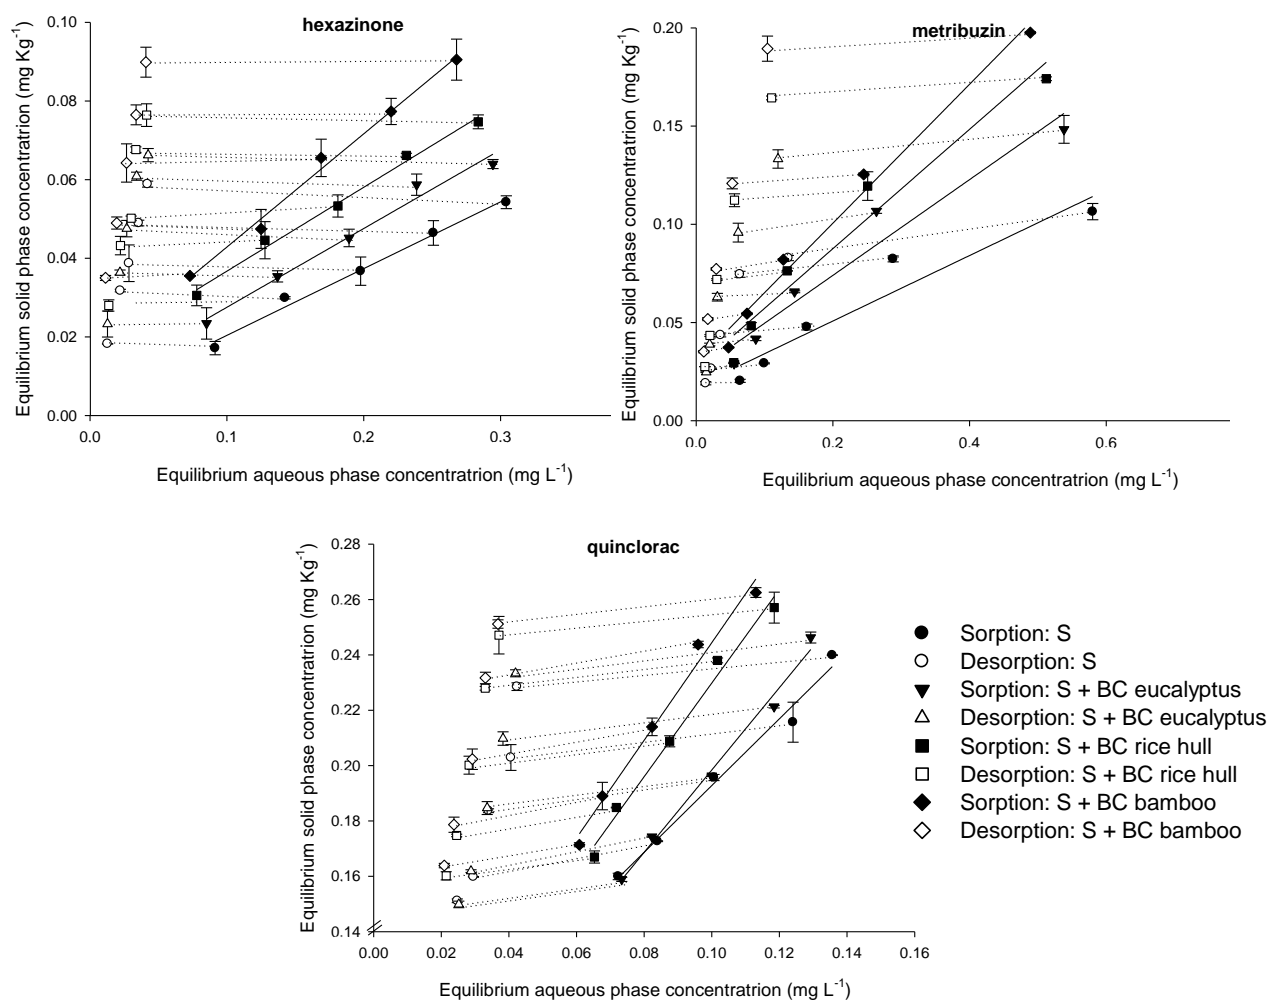 hexazinone
Equilibrium solid phase concentratrion (mg Kg-1)
0.10
0.08
0.06
0.04
0.02
0.00
0.0
0.1
0.2
0.3
Equilibrium aqueous phase concentratrion (mg L-1)
metribuzin
Equilibrium solid phase concentratrion (mg Kg-1)
0.20
0.15
0.10
0.05
0.00
0.0
0.2
0.4
0.6
Equilibrium aqueous phase concentratrion (mg L-1)
quinclorac
Equilibrium solid phase concentratrion (mg Kg-1)
0.28
0.26
0.24
0.22
0.20
0.18
0.16
0.14
0.00
0.02
0.04
0.06
0.08
0.10
0.12
0.14
0.16
Equilibrium aqueous phase concentratrion (mg L-1)
Sorption: S
Desorption: S
Sorption: S + BC eucalyptus
Desorption: S + BC eucalyptus
Sorption: S + BC rice hull
Desorption: S + BC rice hull
Sorption: S + BC bamboo
Desorption: S + BC bamboo